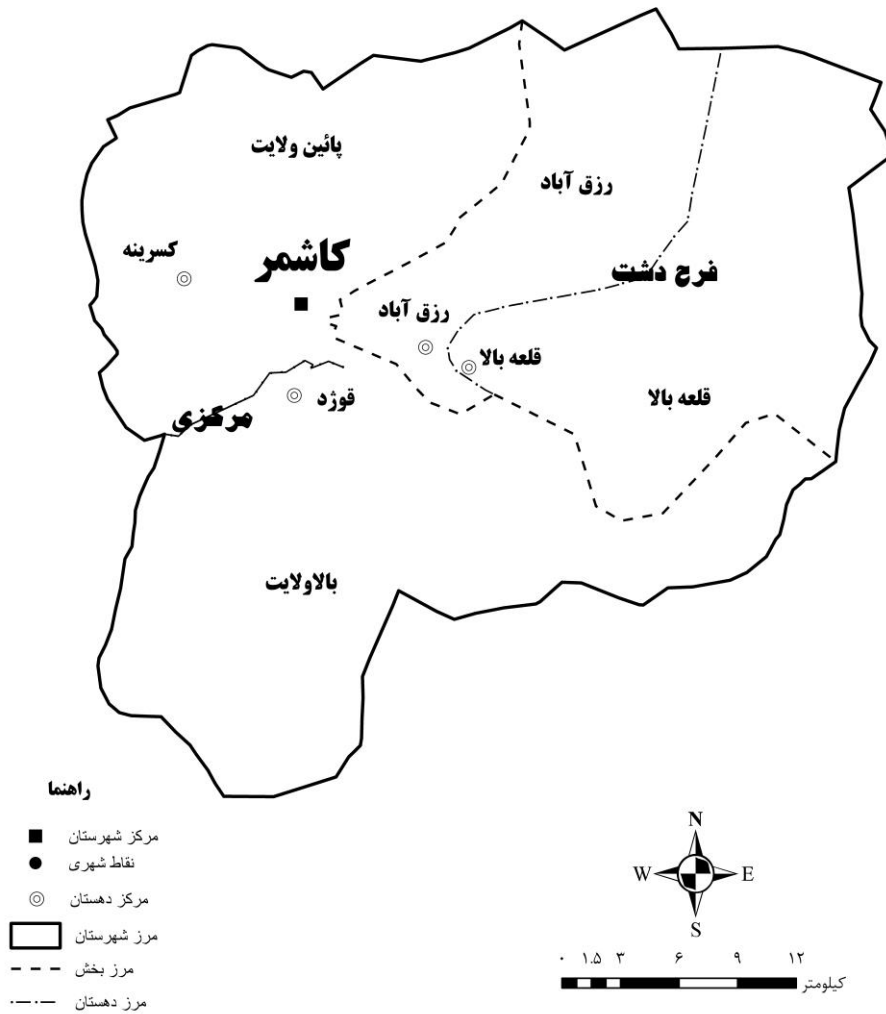 پائین ولایت
رزق آباد
کسرینه
کاشمر
فرح دشت
رزق آباد
قلعه بالا
قوژد
مرکزی
قلعه بالا
بالاولایت
راهنما
مرکز شهرستان
نقاط شهری
مرکز دهستان
مرز شهرستان
مرز بخش
مرز دهستان
N
W E
S
۰ ۱.۵ ۳ ۶ ۹ ۱۲
کیلومتر